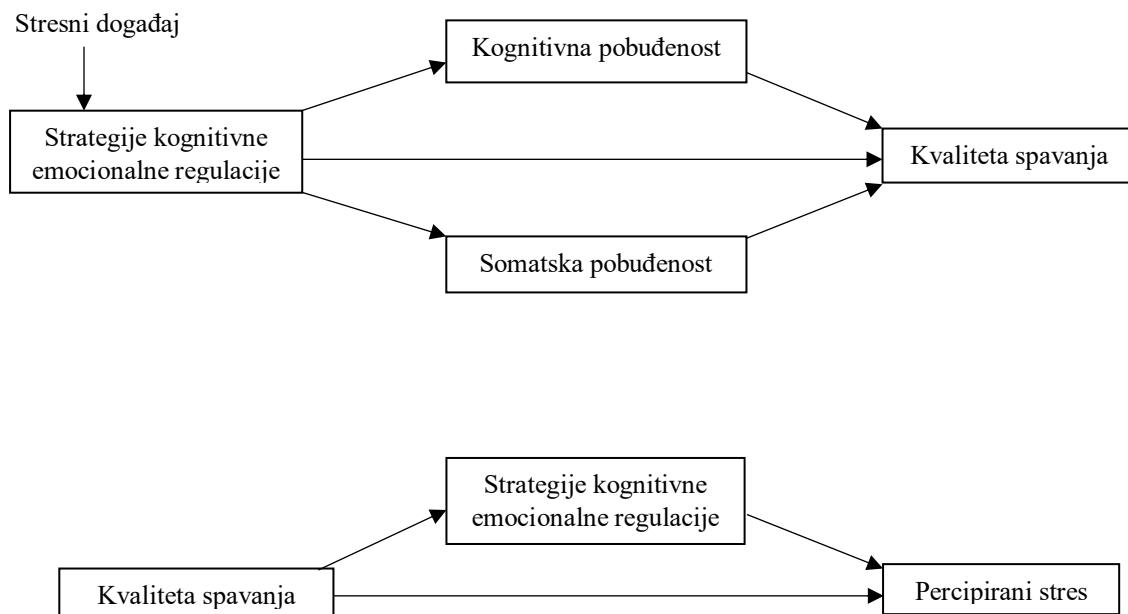 Stresni događaj
Kognitivna pobuđenost
Strategije kognitivne
emocionalne regulacije
Kvaliteta spavanja
Somatska pobuđenost
Strategije kognitivne
emocionalne regulacije
Kvaliteta spavanja
Percipirani stres